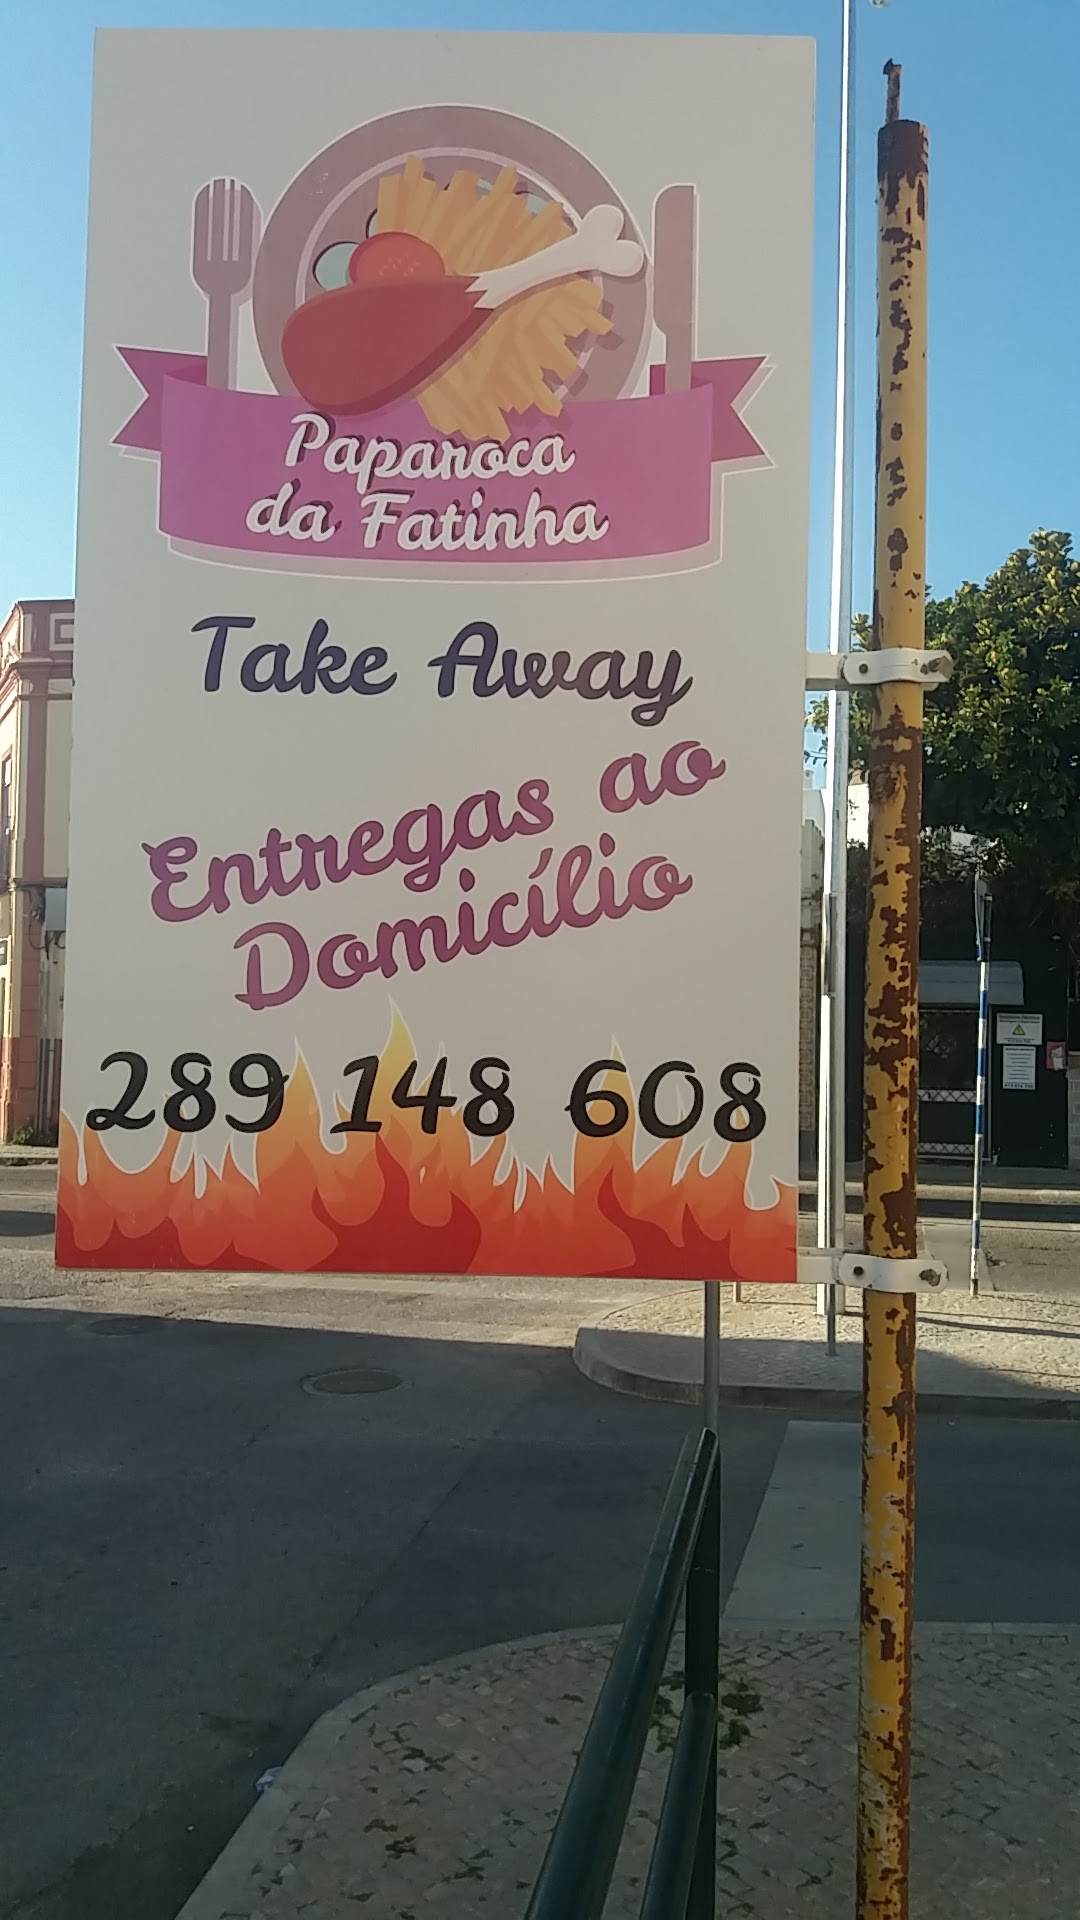 Paparoca
da Fatinha
Take Away
Entregas ao
Domicílio
289 148 608